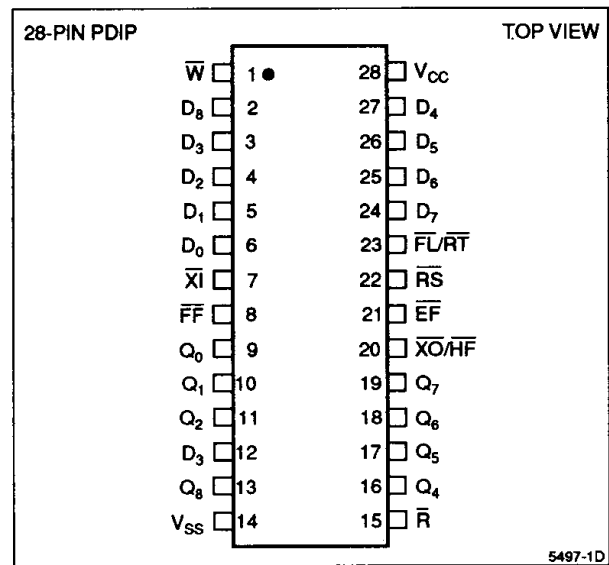 28-PIN PDIP TOP VIEW
W̅ 1 28 V_CC
D₈ 2 27 D₄
D₃ 3 26 D₅
D₂ 4 25 D₆
D₁ 5 24 D₇
D₀ 6 23 F̅L̅/R̅T̅
X̅I̅ 7 22 R̅S̅
F̅F̅ 8 21 E̅F̅
Q₀ 9 20 X̅O̅/H̅F̅
Q₁ 10 19 Q₇
Q₂ 11 18 Q₆
D₃ 12 17 Q₅
Q₈ 13 16 Q₄
V_SS 14 15 R̅
5497-1D